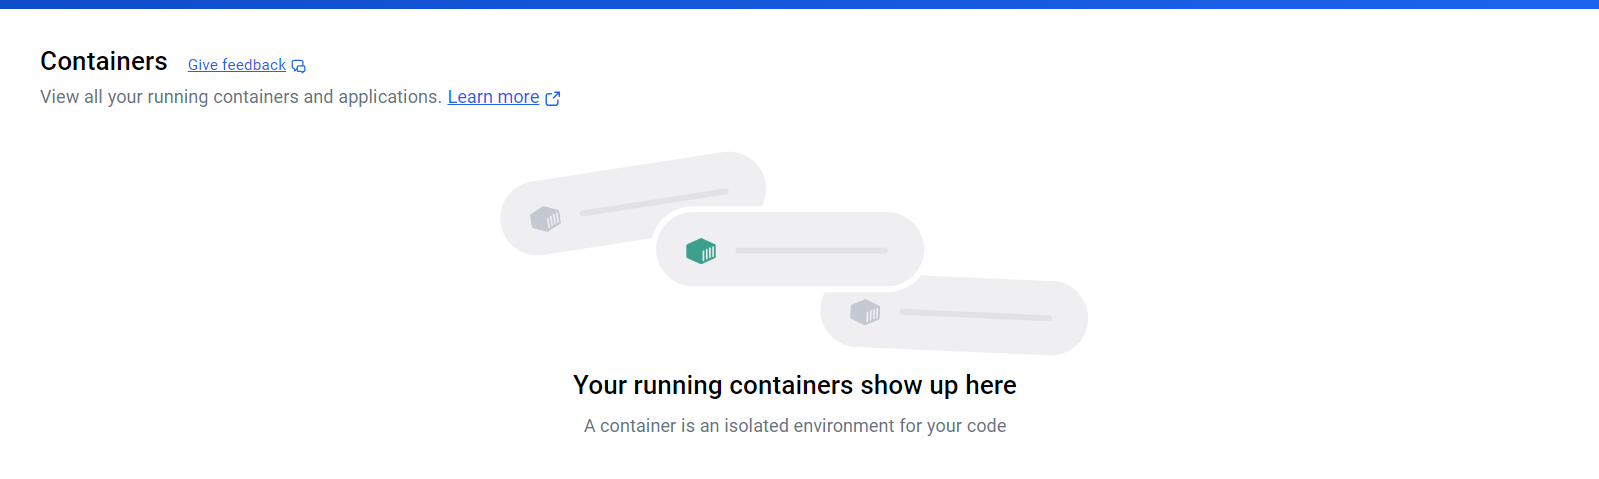 Containers Give feedback
View all your running containers and applications. Learn more
Your running containers show up here
A container is an isolated environment for your code